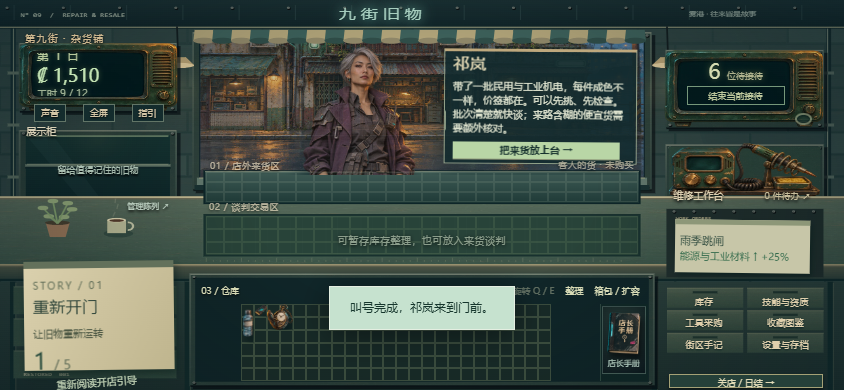 N° 09 / REPAIR & RESALE
九街旧物
第九街 · 杂货铺
₡ 1,510
工时 9 / 12
声音
全屏
指引
展示柜
留给值得记住的旧物
管理陈列 ↗
祁岚
带了一批民用与工业机电，每件成色不
一样，价签都在。可以先挑、先检查。
批次清楚就快谈；来路含糊的便宜货需
要额外核对。
把来货放上台 →
01 / 店外来货区
客人的货 · 未购买
02 / 谈判交易区
可暂存库存整理，也可放入来货谈判
6 位待接待
结束当前接待
维修工作台
0 件待办 ↗
雨季跳闸
能源与工业材料 ↑ +25%
STORY / 01
重新开门
让旧物重新运转
1 / 5
重新阅读开店引导
03 / 仓库
旋转 Q / E
整理
箱包 / 扩容
叫号完成，祁岚来到门前。
店长
手册
店长手册
库存
技能与资质
工具采购
收藏图鉴
街区手记
设置与存档
关店 / 日结 →